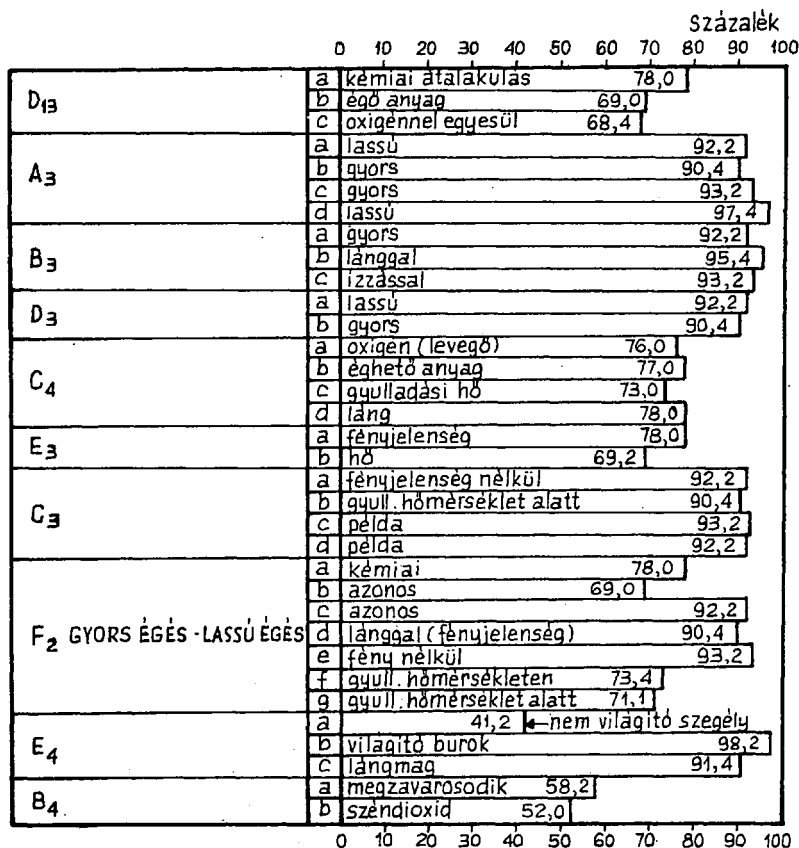 Százalék
0 10 20 30 40 50 60 70 80 90 100
D13
a kémiai átalakulás 78,0
b égő anyag 69,0
c oxigénnel egyesül 68,4
A3
a lassú 92,2
b gyors 90,4
c gyors 93,2
d lassú 97,4
B3
a gyors 92,2
b lánggal 95,4
c izzással 93,2
D3
a lassú 92,2
b gyors 90,4
C4
a oxigén (levegő) 76,0
b éghető anyag 77,0
c gyulladási hő 73,0
d láng 78,0
E3
a fényjelenség 78,0
b hő 69,2
C3
a fényjelenség nélkül 92,2
b gyull. hőmérséklet alatt 90,4
c példa 93,2
d példa 92,2
F2 GYORS ÉGÉS - LASSÚ ÉGÉS
a kémiai 78,0
b azonos 69,0
c azonos 92,2
d lánggal (fényjelenség) 90,4
e fény nélkül 93,2
f gyull. hőmérsékleten 73,4
g gyull. hőmérséklet alatt 71,1
E4
a 41,2 ←nem világító szegély
b világító burok 98,2
c lángmag 91,4
B4
a megzavarosodik 58,2
b széndioxid 52,0
0 10 20 30 40 50 60 70 80 90 100